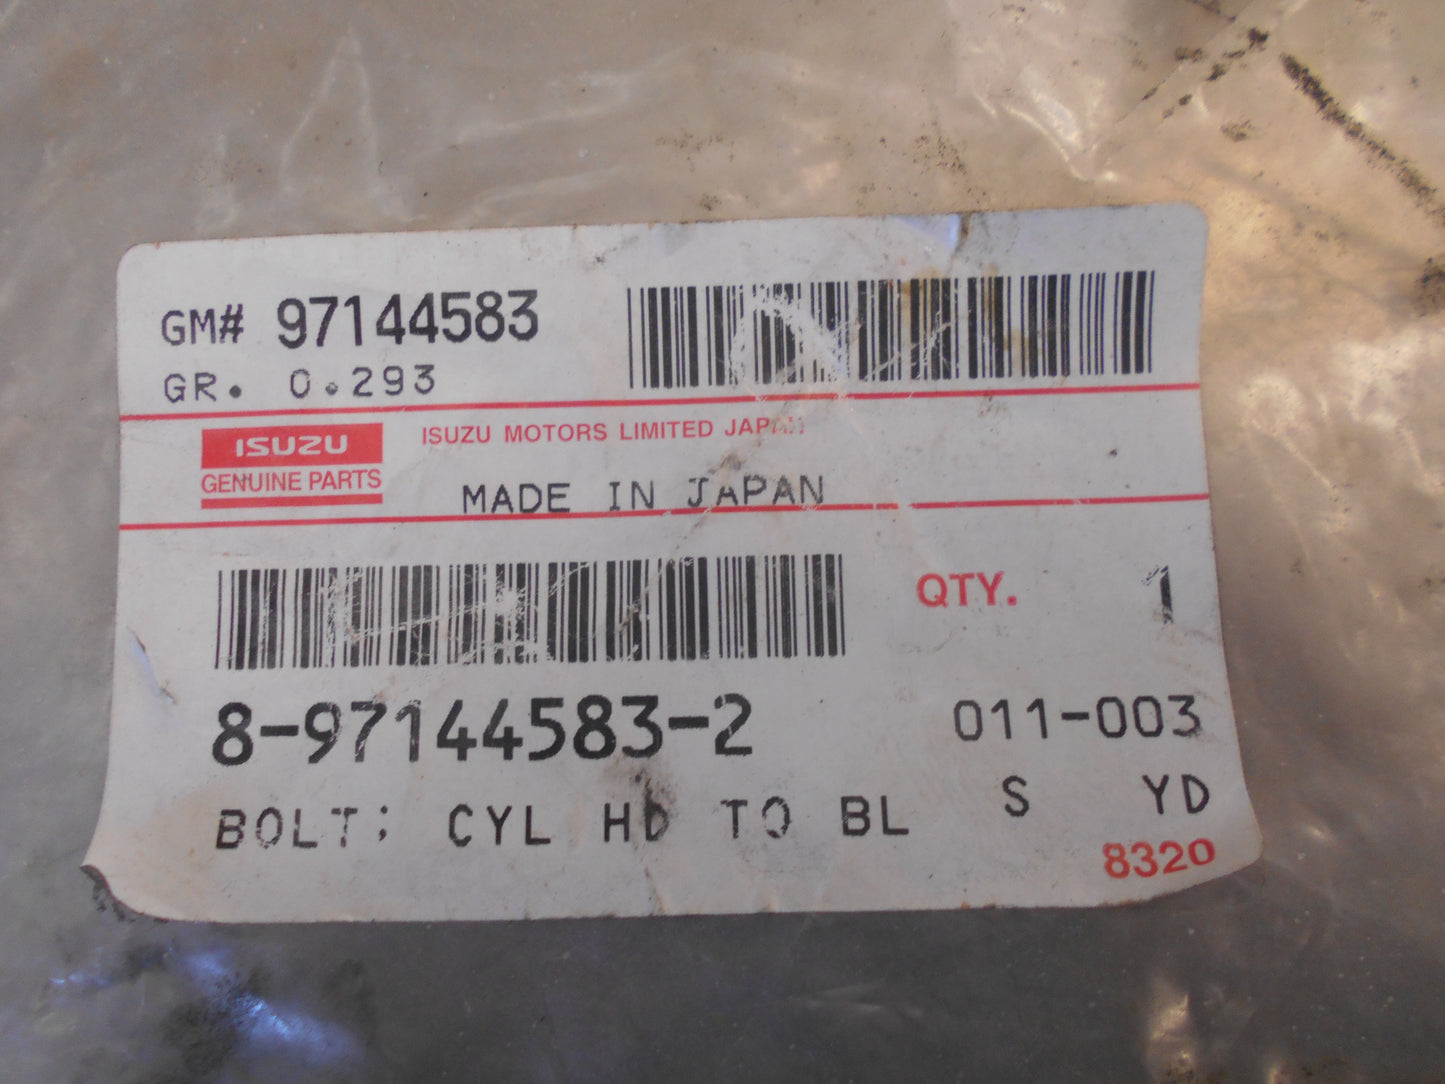 GM# 97144583
GR. 0.293
ISUZU
GENUINE PARTS
ISUZU MOTORS LIMITED JAPAN
MADE IN JAPAN
QTY. 1
8-97144583-2
011-003
BOLT; CYL HD TO BL
S YD
8320